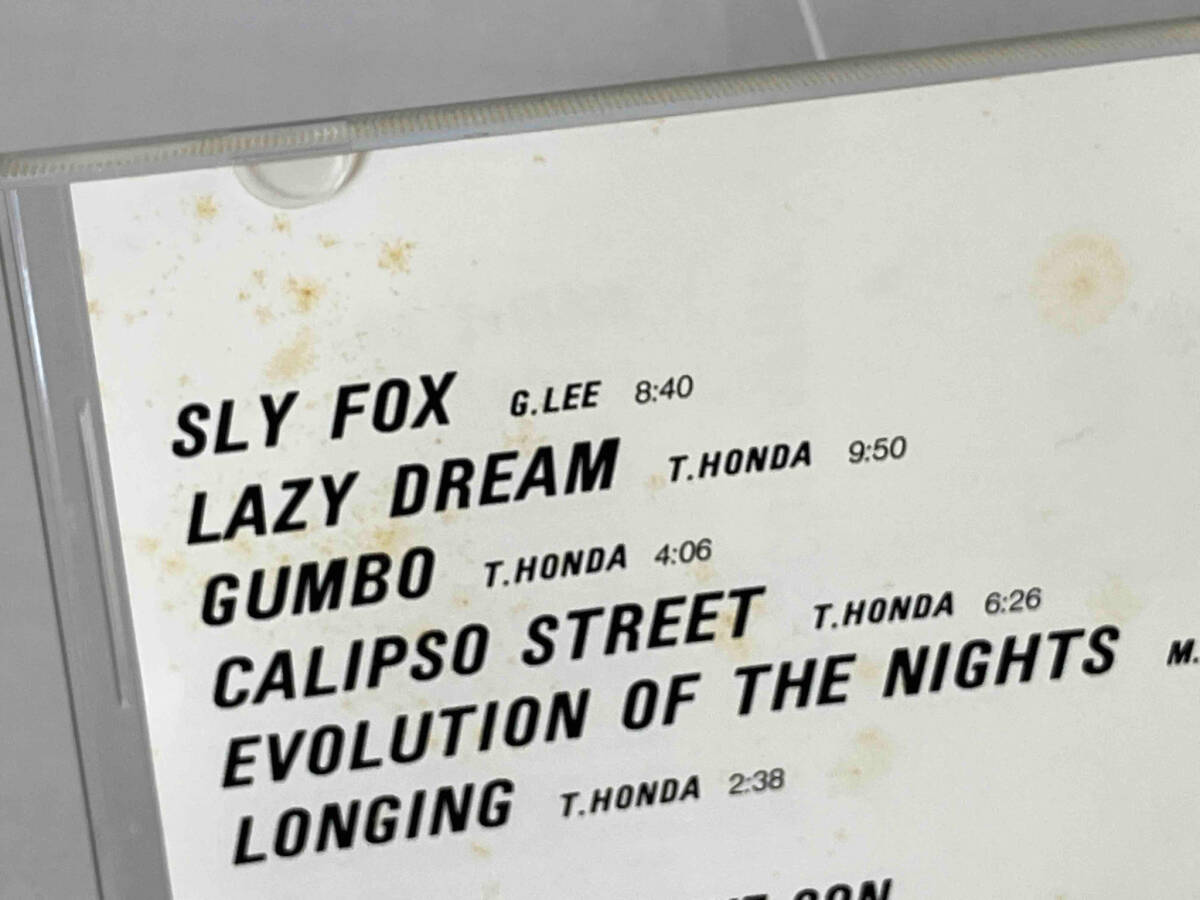 SLY FOX G.LEE 8:40
LAZY DREAM T.HONDA 9:50
GUMBO T.HONDA 4:06
CALIPSO STREET T.HONDA 6:26
EVOLUTION OF THE NIGHTS M.
LONGING T.HONDA 2:38